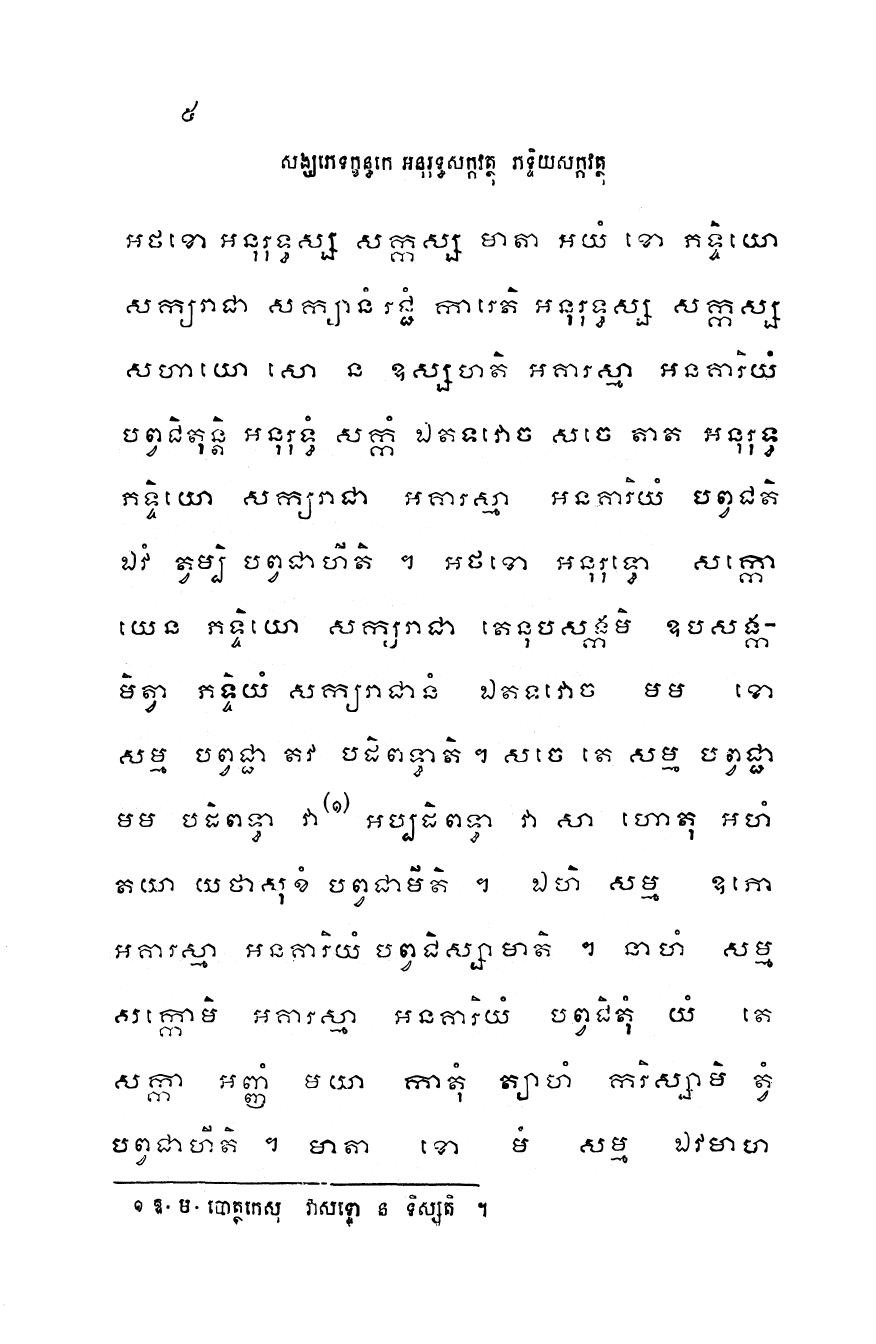 ៥
សង្ឃភេទក្ខន្ធកេ អនុរុទ្ធសក្កវត្ថុ ភទ្ទិយសក្កវត្ថុ
អថខោ អនុរុទ្ធស្ស សក្កស្ស មាតា អយំ ខោ ភទ្ទិយោ
សក្យរាជា សក្យានំ រជ្ជំ ការេតិ អនុរុទ្ធស្ស សក្កស្ស
សហាយោ សោ ន ឧស្សហតិ អគារស្មា អនគារិយំ
បព្វជិតុន្តិ អនុរុទ្ធំ សក្កំ ឯតទវោច សចេ តាត អនុរុទ្ធ
ភទ្ទិយោ សក្យរាជា អគារស្មា អនគារិយំ បព្វជតិ
ឯវំ ត្វម្បិ បព្វជាហីតិ ។ អថខោ អនុរុទ្ធោ សក្កោ
យេន ភទ្ទិយោ សក្យរាជា តេនុបសង្កមិ ឧបសង្ក-
មិត្វា ភទ្ទិយំ សក្យរាជានំ ឯតទវោច មម ខោ
សម្ម បព្វជ្ជា តវ បដិពទ្ធាតិ ។ សចេ តេ សម្ម បព្វជ្ជា
មម បដិពទ្ធា វា(១) អប្បដិពទ្ធា វា សា ហោតុ អហំ
តយា យថាសុខំ បព្វជាមីតិ ។ ឯហិ សម្ម ឧភោ
អគារស្មា អនគារិយំ បព្វជិស្សាមាតិ ។ នាហំ សម្ម
សក្កោមិ អគារស្មា អនគារិយំ បព្វជិតុំ យំ តេ
សក្កា អញ្ញំ មយា កាតុំ ត្យាហំ ករិស្សាមិ ត្វំ
បព្វជាហីតិ ។ មាតា ខោ មំ សម្ម ឯវមាហ
១ ឱ. ម. បោត្ថកេសុ វាសទ្ទោ ន ទិស្សតិ ។